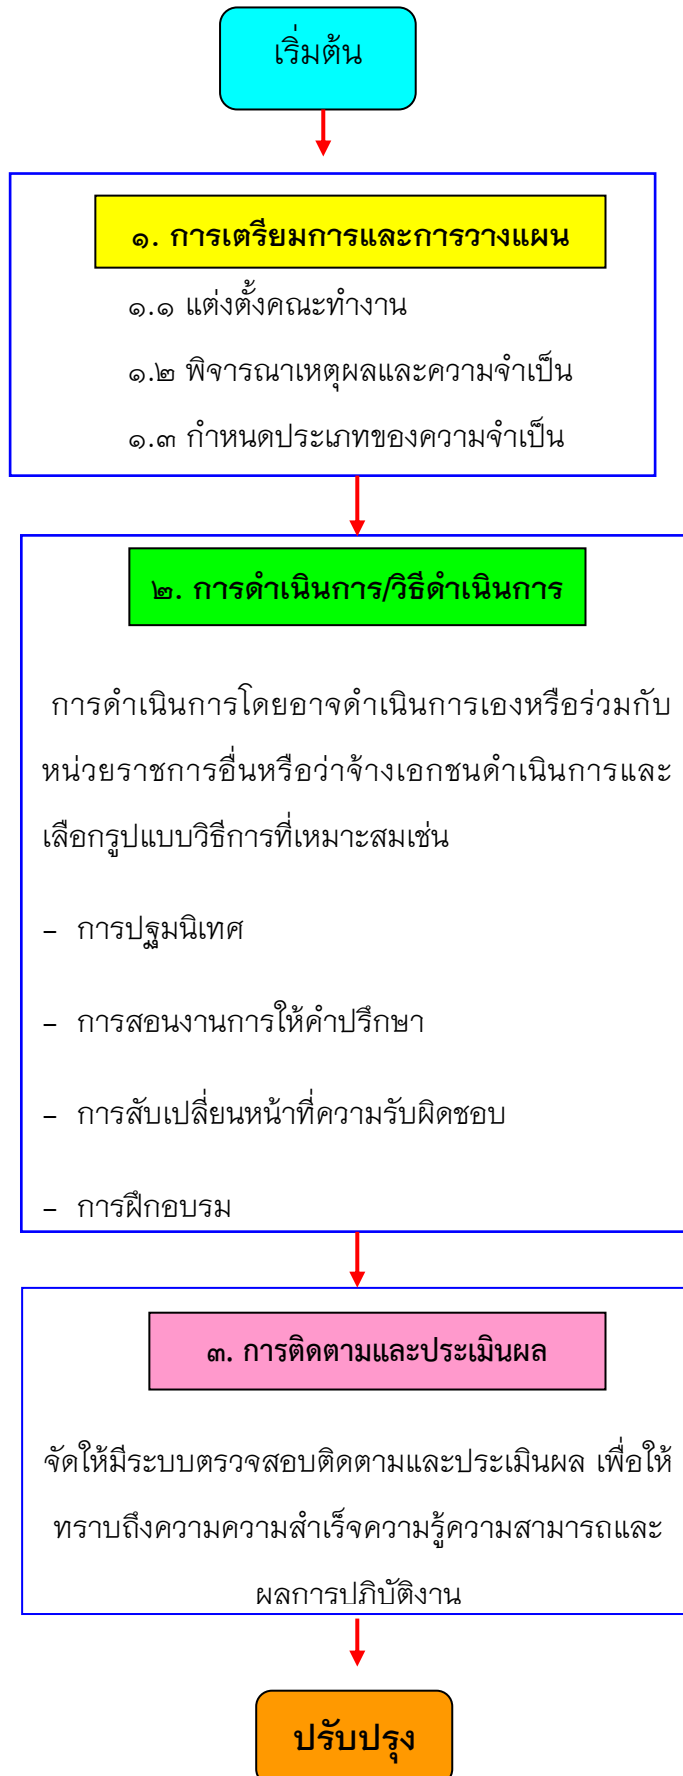 เริ่มต้น
๑. การเตรียมการและการวางแผน
๑.๑ แต่งตั้งคณะทำงาน
๑.๒ พิจารณาเหตุผลและความจำเป็น
๑.๓ กำหนดประเภทของความจำเป็น
๒. การดำเนินการ/วิธีดำเนินการ
การดำเนินการโดยอาจดำเนินการเองหรือร่วมกับ
หน่วยราชการอื่นหรือว่าจ้างเอกชนดำเนินการและ
เลือกรูปแบบวิธีการที่เหมาะสมเช่น
- การปฐมนิเทศ
- การสอนงานการให้คำปรึกษา
- การสับเปลี่ยนหน้าที่ความรับผิดชอบ
- การฝึกอบรม
๓. การติดตามและประเมินผล
จัดให้มีระบบตรวจสอบติดตามและประเมินผล เพื่อให้
ทราบถึงความความสำเร็จความรู้ความสามารถและ
ผลการปฏิบัติงาน
ปรับปรุง